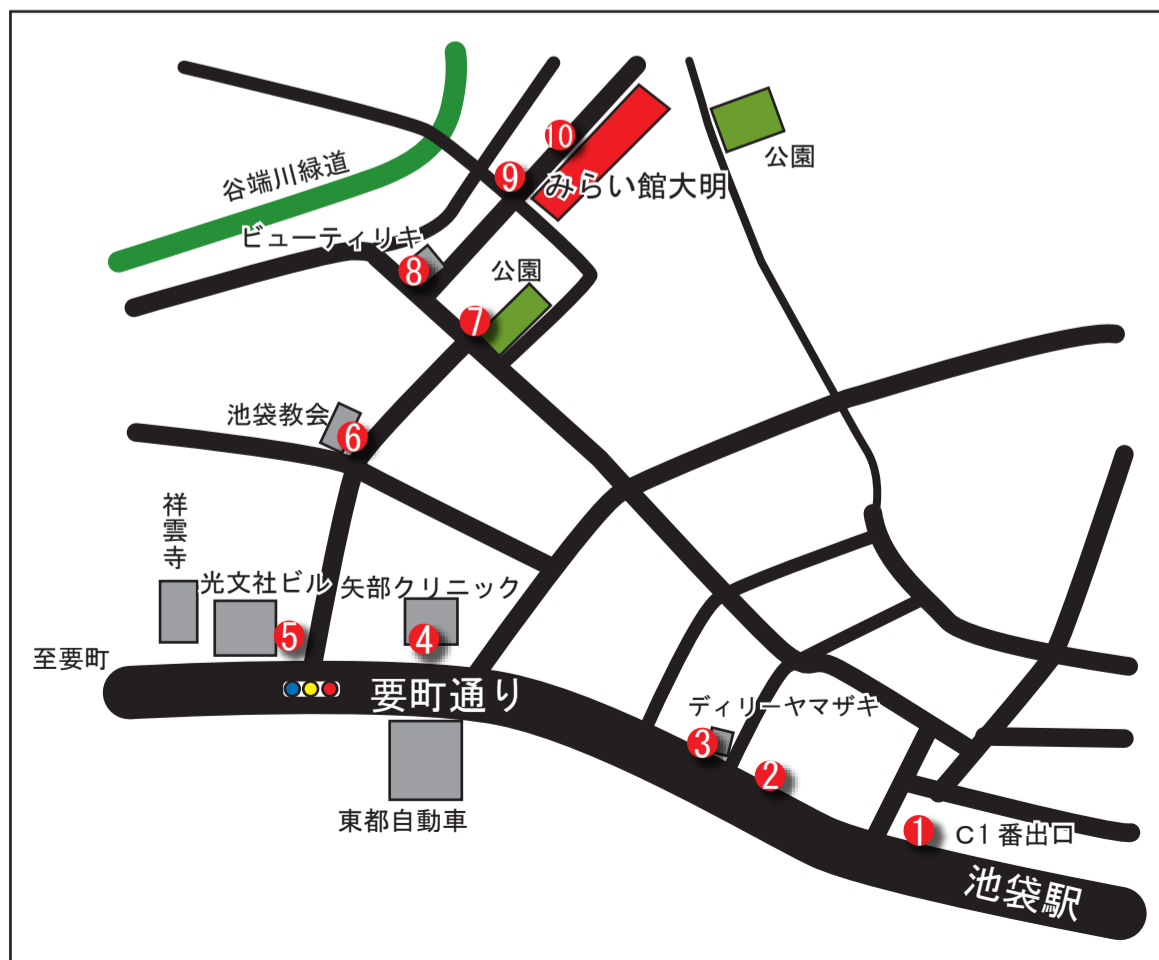 谷端川緑道
10
公園
9
みらい館大明
ビューティリキ
8
公園
7
池袋教会
6
祥雲寺
光文社ビル
矢部クリニック
5
4
至要町
要町通り
ディリーヤマザキ
3
2
東都自動車
1
C1番出口
池袋駅